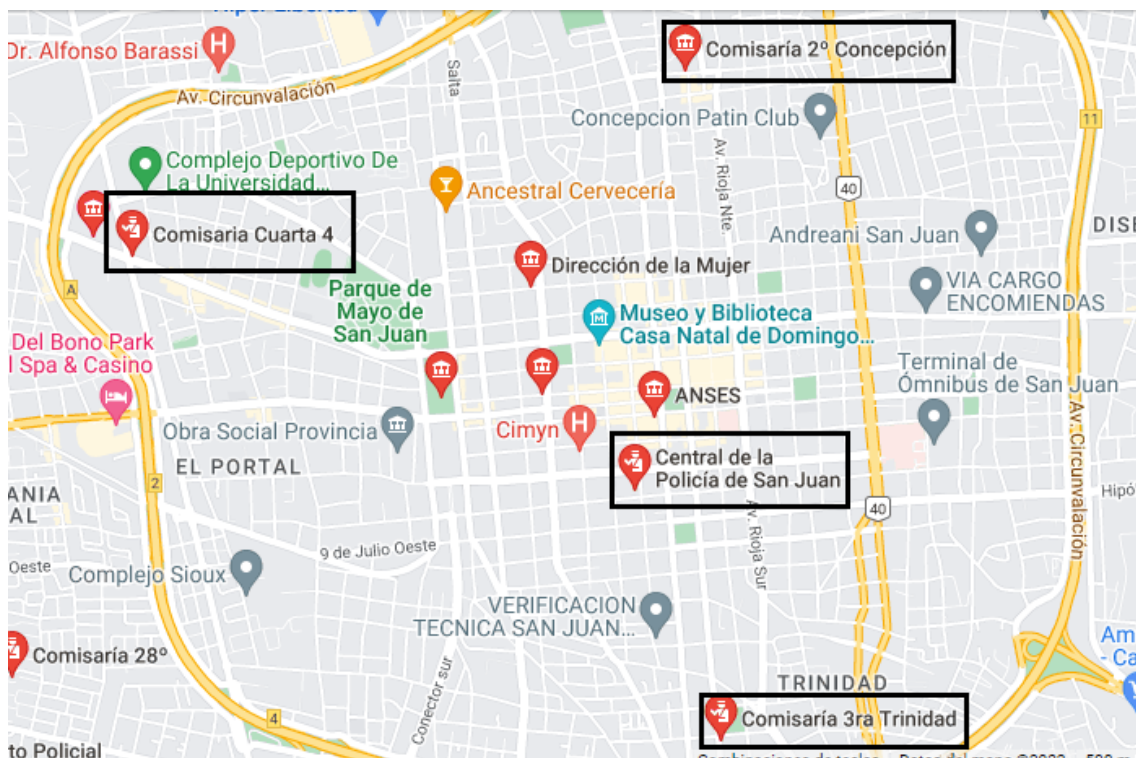 Hiper Libertad
Dr. Alfonso Barassi
Av. Circunvalación
Salta
Comisaría 2º Concepción
Concepcion Patin Club
11
Complejo Deportivo De
La Universidad...
Ancestral Cervecería
Av. Rioja Nte.
40
Comisaria Cuarta 4
Andreani San Juan
Dirección de la Mujer
A
Parque de
Mayo de
San Juan
Museo y Biblioteca
Casa Natal de Domingo...
VIA CARGO
ENCOMIENDAS
Del Bono Park
l Spa & Casino
Terminal de
Ómnibus de San Juan
ANSES
Cimyn
Obra Social Provincia
Av. Circunvalación
EL PORTAL
Central de la
Policía de San Juan
2
40
Av. Rioja Sur
9 de Julio Oeste
Oeste
Complejo Sioux
VERIFICACION
TECNICA SAN JUAN...
Comisaría 28º
Conector sur
TRINIDAD
4
Comisaría 3ra Trinidad
to Policial